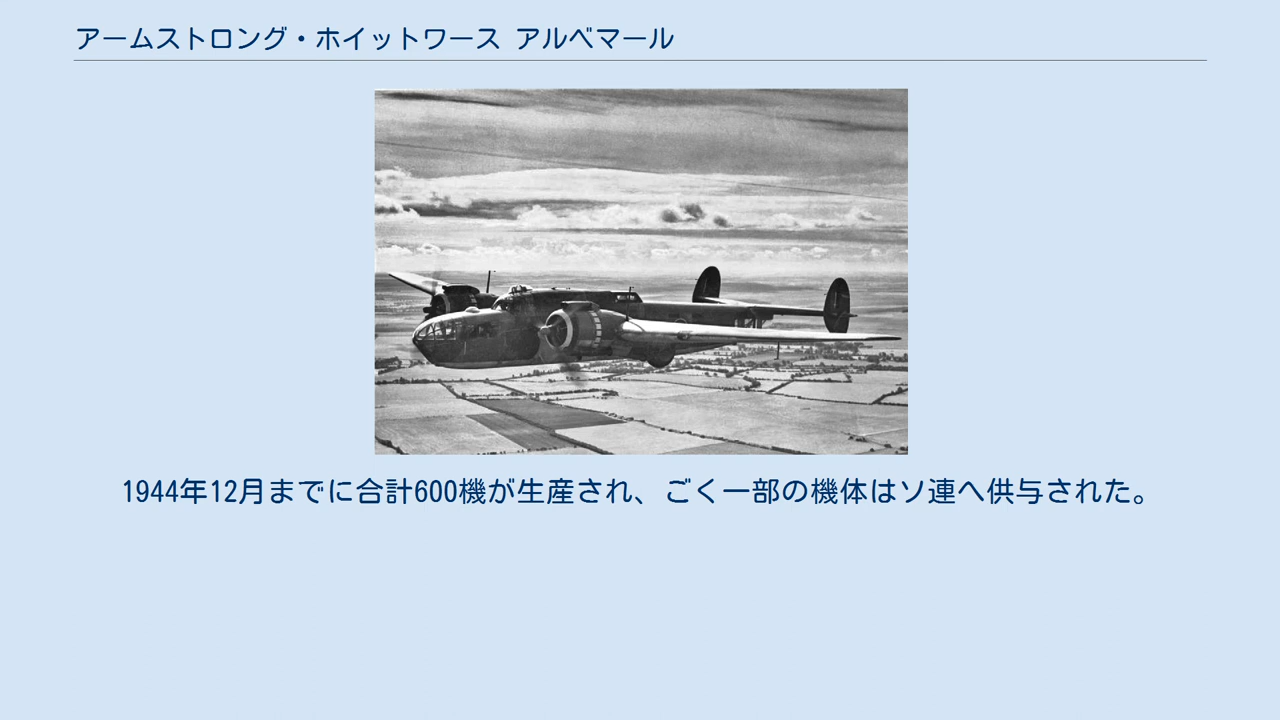 アームストロング・ホイットワース アルベマール
1944年12月までに合計600機が生産され、ごく一部の機体はソ連へ供与された。